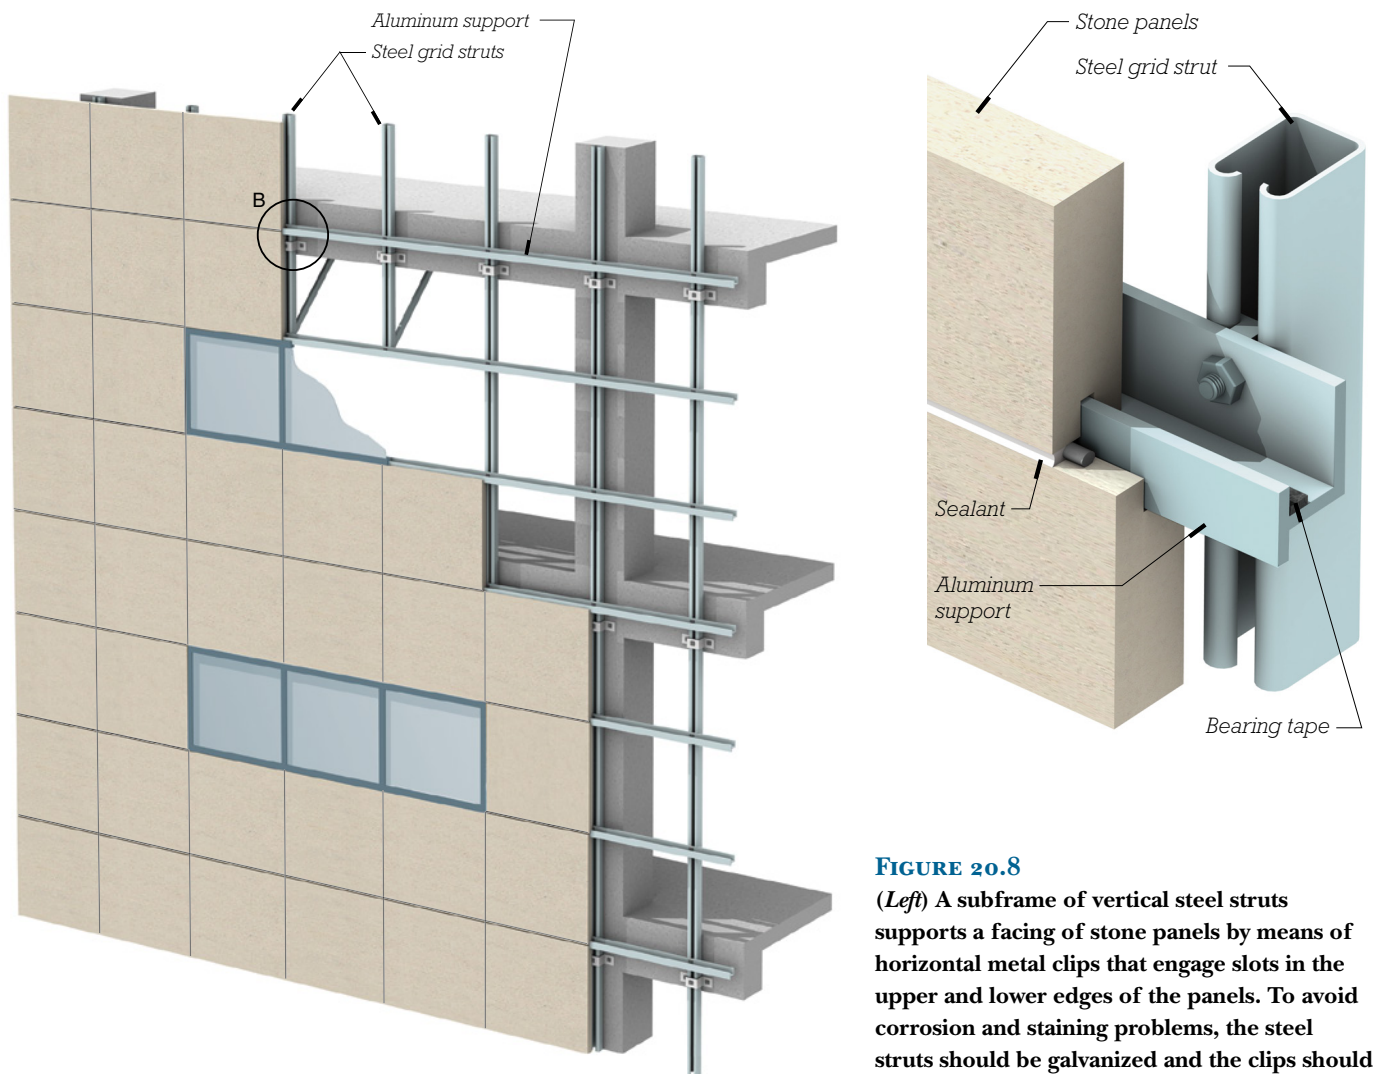 Aluminum support
Steel grid struts
B
Stone panels
Steel grid strut
Sealant
Aluminum
support
Bearing tape
FIGURE 20.8
(Left) A subframe of vertical steel struts
supports a facing of stone panels by means of
horizontal metal clips that engage slots in the
upper and lower edges of the panels. To avoid
corrosion and staining problems, the steel
struts should be galvanized and the clips should